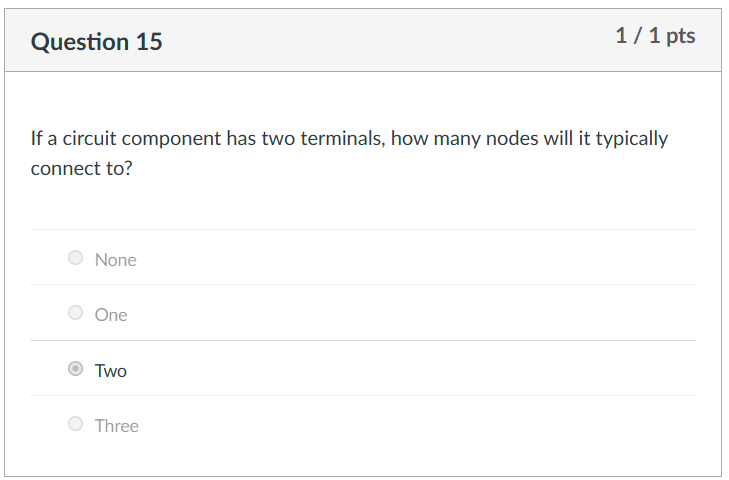 Question 15
1 / 1 pts
If a circuit component has two terminals, how many nodes will it typically
connect to?
None
One
Two
Three